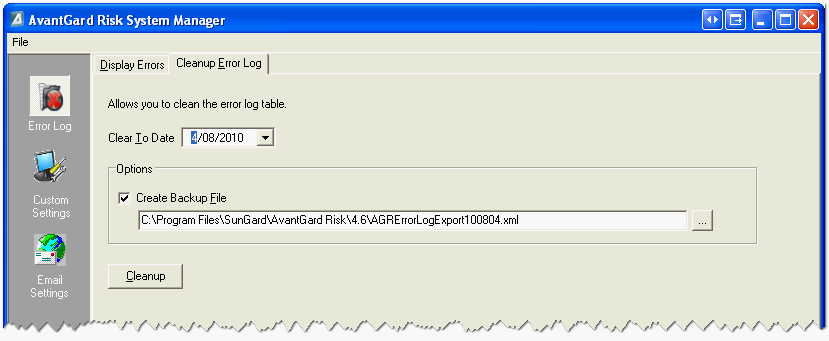 AvantGard Risk System Manager
File
Display Errors
Cleanup Error Log
Error Log
Custom
Settings
Email
Settings
Allows you to clean the error log table.
Clear To Date 4/08/2010
Options
Create Backup File
C:\Program Files\SunGard\AvantGard Risk\4.6\AGRErrorLogExport100804.xml
...
Cleanup